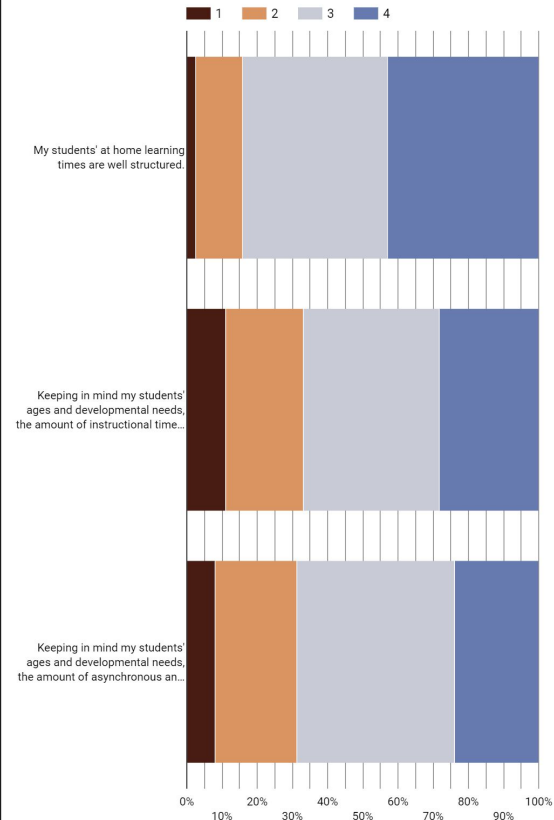 1 2 3 4
My students' at home learning
times are well structured.
Keeping in mind my students'
ages and developmental needs,
the amount of instructional time...
Keeping in mind my students'
ages and developmental needs,
the amount of asynchronous an...
0% 20% 40% 60% 80% 100%
10% 30% 50% 70% 90%